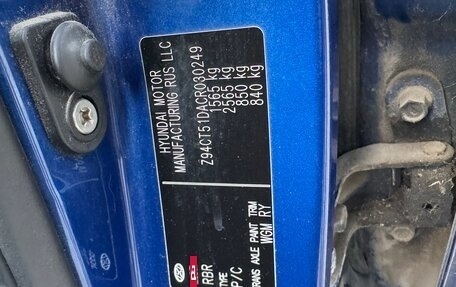 HYUNDAI MOTOR
MANUFACTURING RUS LLC
Z94CT51DACR030249
1565 kg
2565 kg
850 kg
840 kg
RBR
TYPE
P/C
TRANS AXLE PAINT TRM
WGM RY